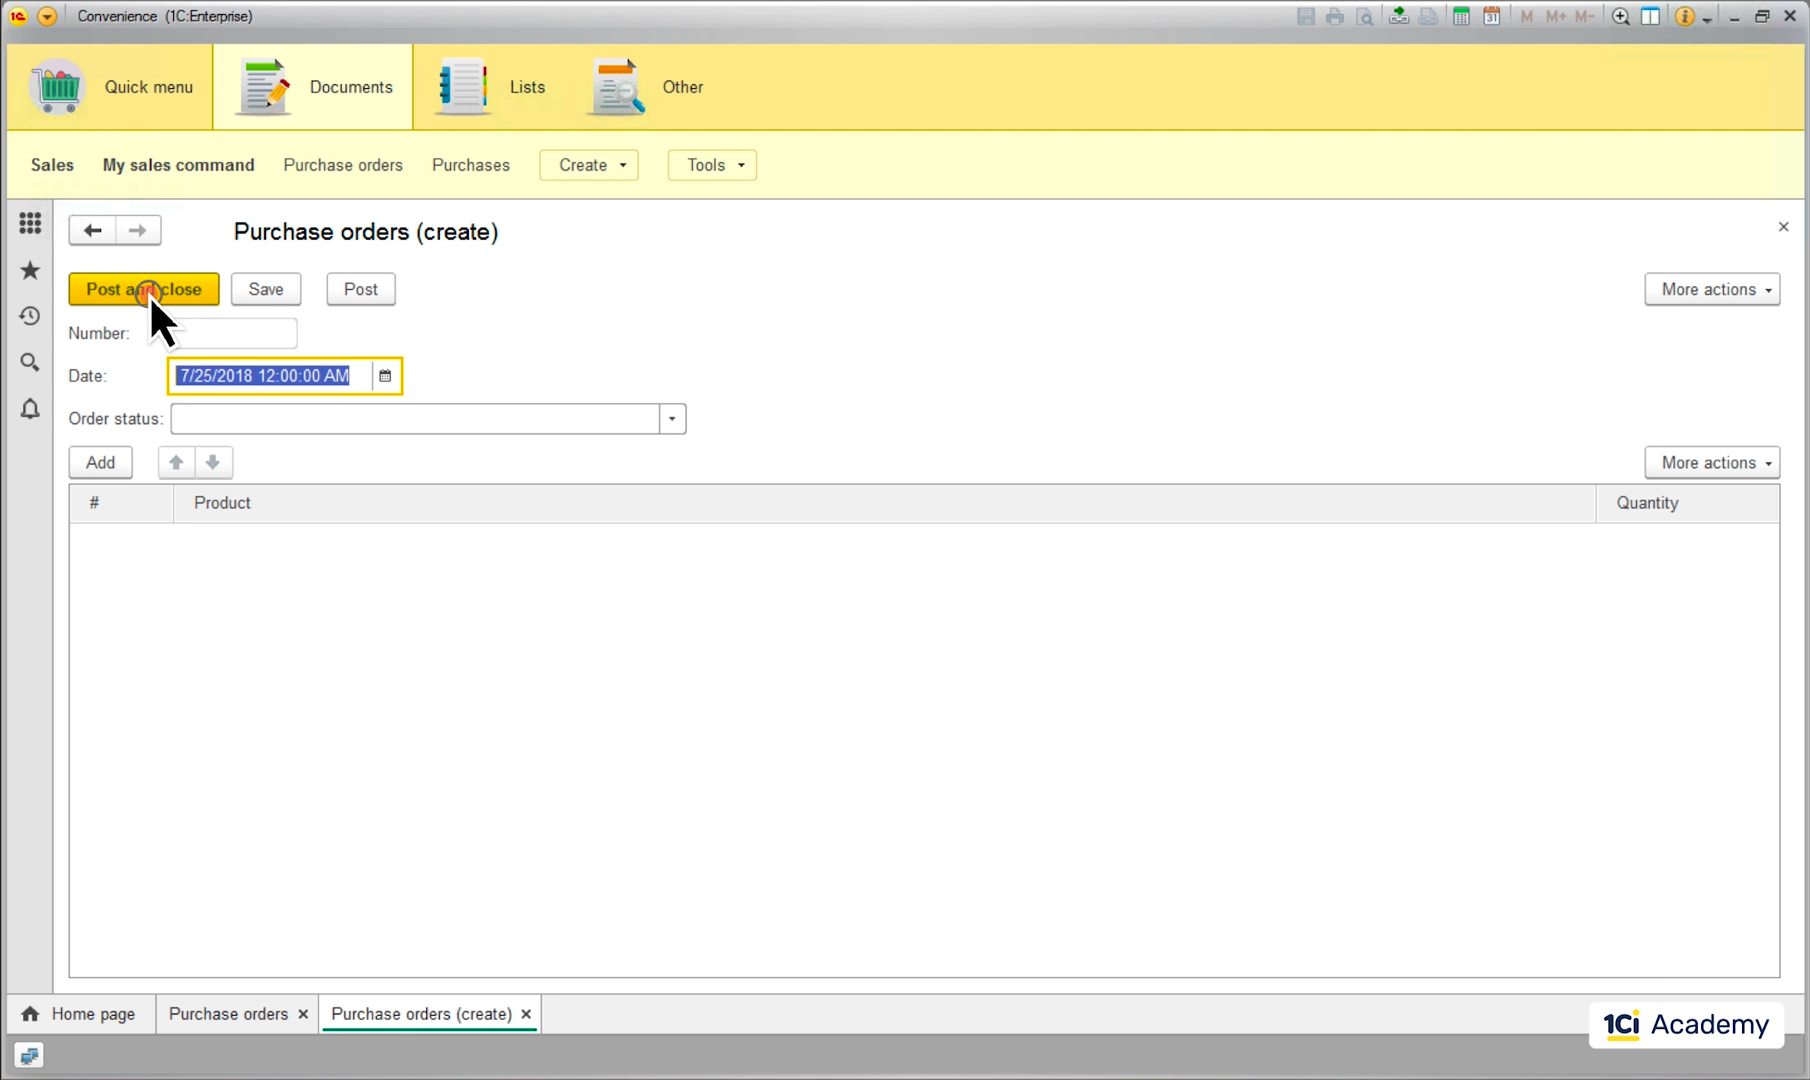 Convenience (1C:Enterprise)
31 M M+ M-
Quick menu Documents Lists Other
Sales My sales command Purchase orders Purchases Create Tools
Purchase orders (create)
Post and close Save Post More actions
Number:
Date: 7/25/2018 12:00:00 AM
Order status:
Add More actions
# Product Quantity
Home page Purchase orders Purchase orders (create)
1Ci Academy